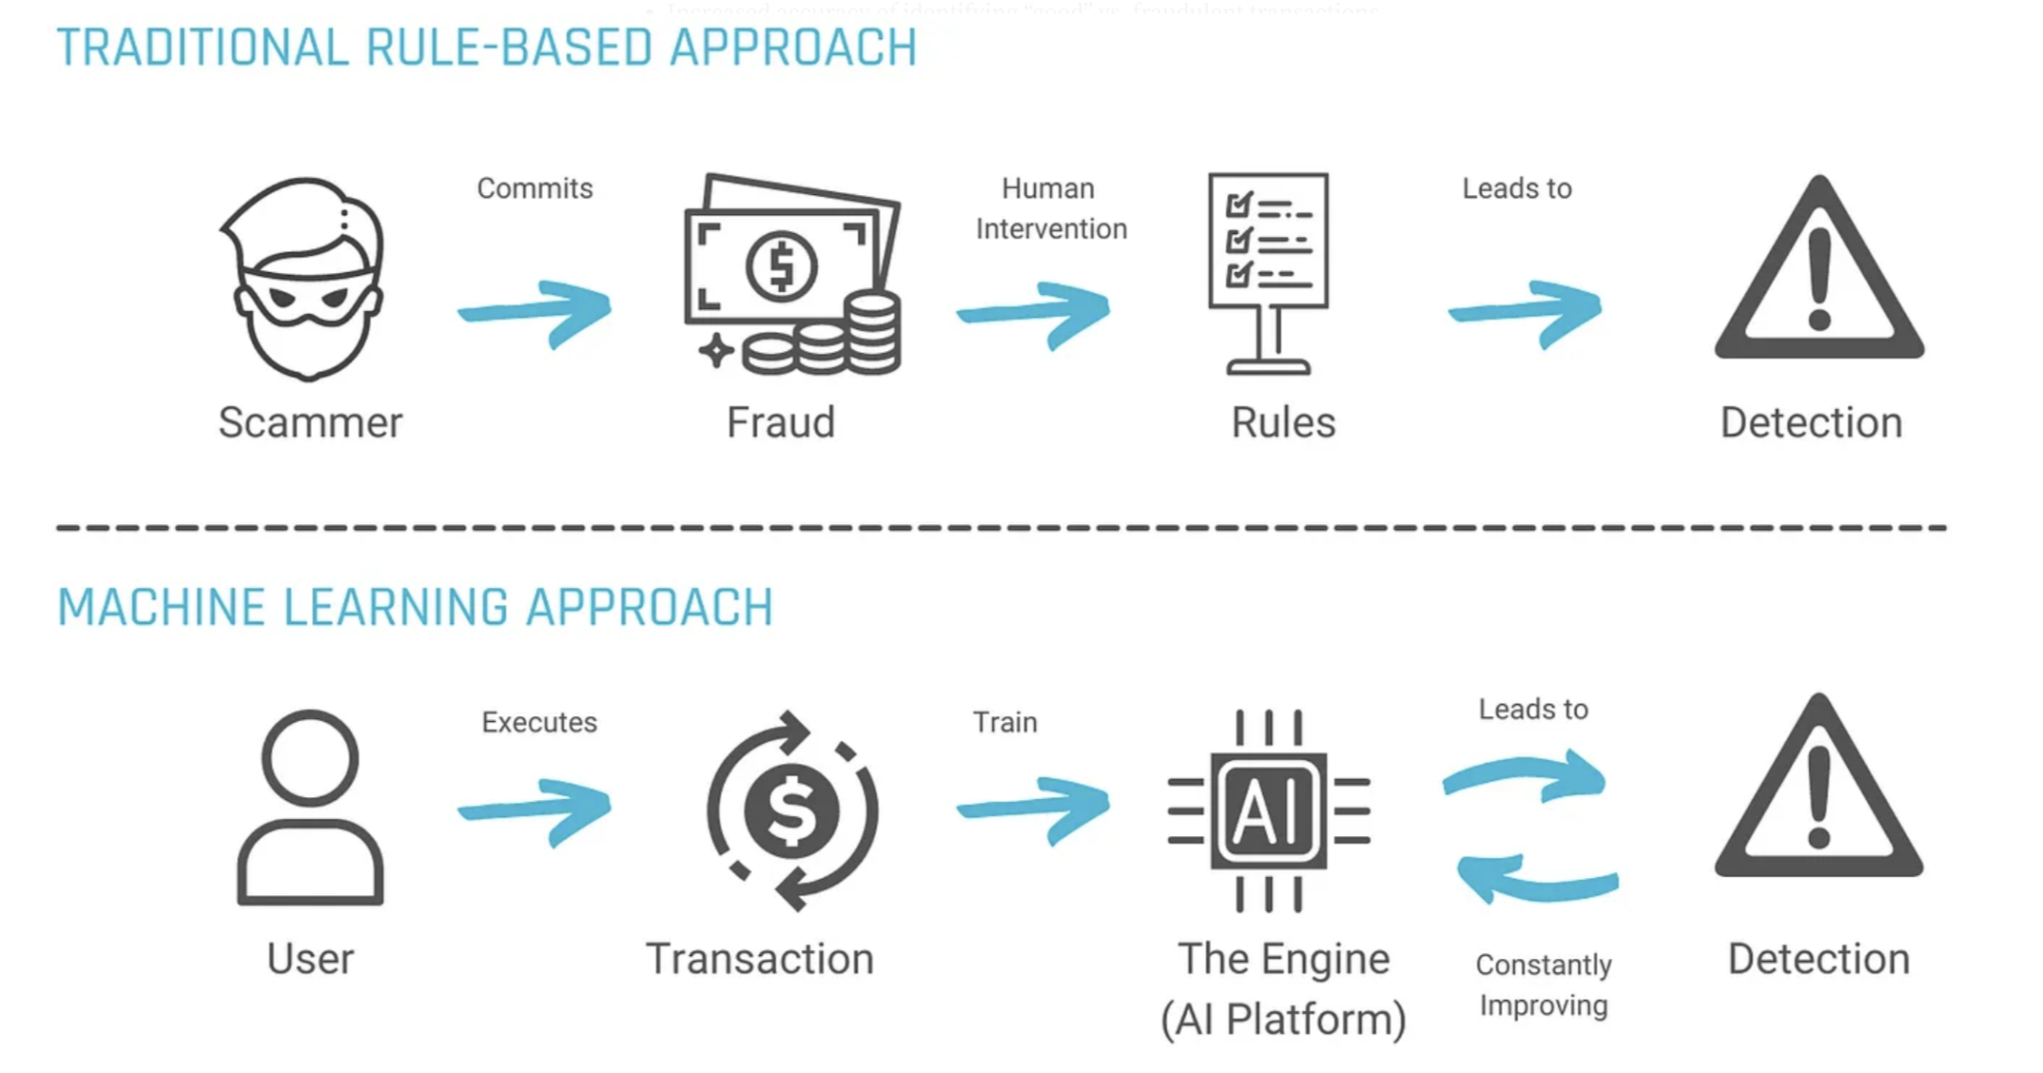 • Increased accuracy of identifying "good" vs. fraudulent transactions
TRADITIONAL RULE-BASED APPROACH
Commits
Human
Intervention
Leads to
$
Scammer
Fraud
Rules
Detection
MACHINE LEARNING APPROACH
Executes
Train
Leads to
$
AI
User
Transaction
The Engine
(AI Platform)
Constantly
Improving
Detection